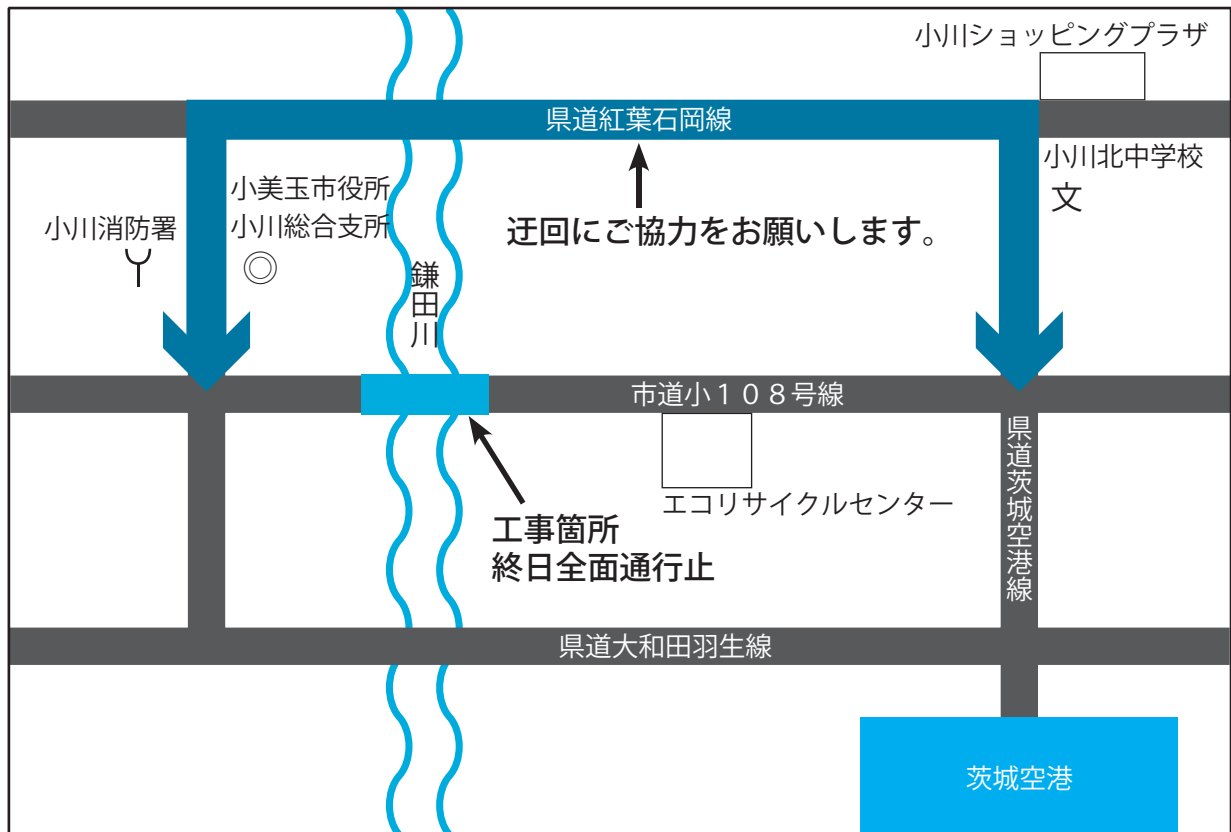 小川ショッピングプラザ
県道紅葉石岡線
小川北中学校
文
小美玉市役所
小川総合支所
小川消防署
迂回にご協力をお願いします。
鎌田川
市道小１０８号線
県道茨城空港線
エコリサイクルセンター
工事箇所
終日全面通行止
県道大和田羽生線
茨城空港